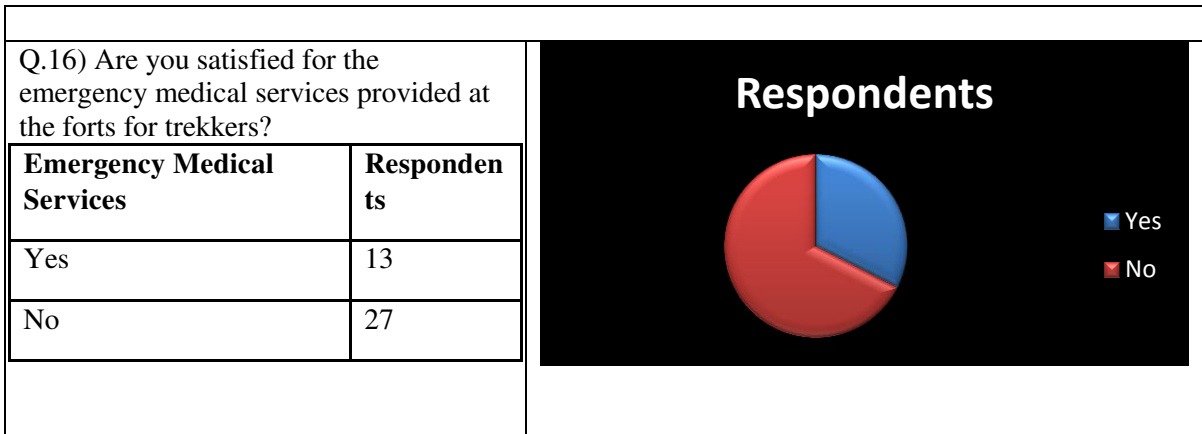 Q.16) Are you satisfied for the
emergency medical services provided at
the forts for trekkers?
Emergency Medical
Services
Responden
ts
Yes
13
No
27
Respondents
Yes
No